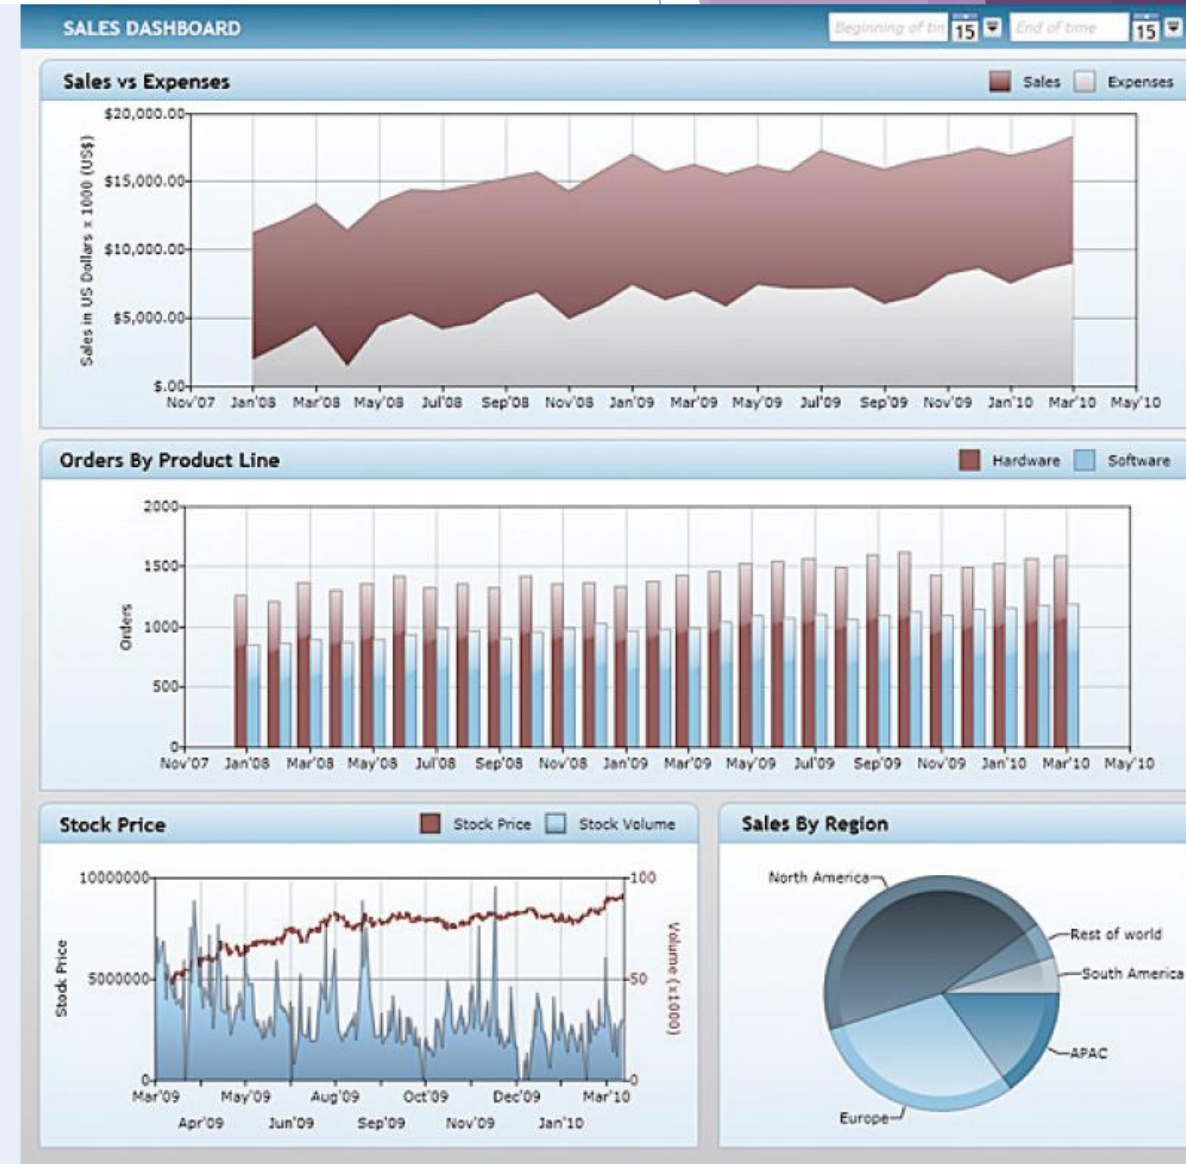 SALES DASHBOARD
Beginning of tin 15 End of time 15
Sales vs Expenses
Sales Expenses
Sales in US Dollars x 1000 (US$)
$20,000.00
$15,000.00
$10,000.00
$5,000.00
$.00
Nov'07 Jan'08 Mar'08 May'08 Jul'08 Sep'08 Nov'08 Jan'09 Mar'09 May'09 Jul'09 Sep'09 Nov'09 Jan'10 Mar'10 May'10
Orders By Product Line
Hardware Software
Orders
2000
1500
1000
500
0
Nov'07 Jan'08 Mar'08 May'08 Jul'08 Sep'08 Nov'08 Jan'09 Mar'09 May'09 Jul'09 Sep'09 Nov'09 Jan'10 Mar'10 May'10
Stock Price
Stock Price Stock Volume
Stock Price
10000000
5000000
0
100
50
0
Volume (x1000)
Mar'09 May'09 Aug'09 Oct'09 Dec'09 Mar'10
Apr'09 Jun'09 Sep'09 Nov'09 Jan'10
Sales By Region
North America
Rest of world
South America
APAC
Europe